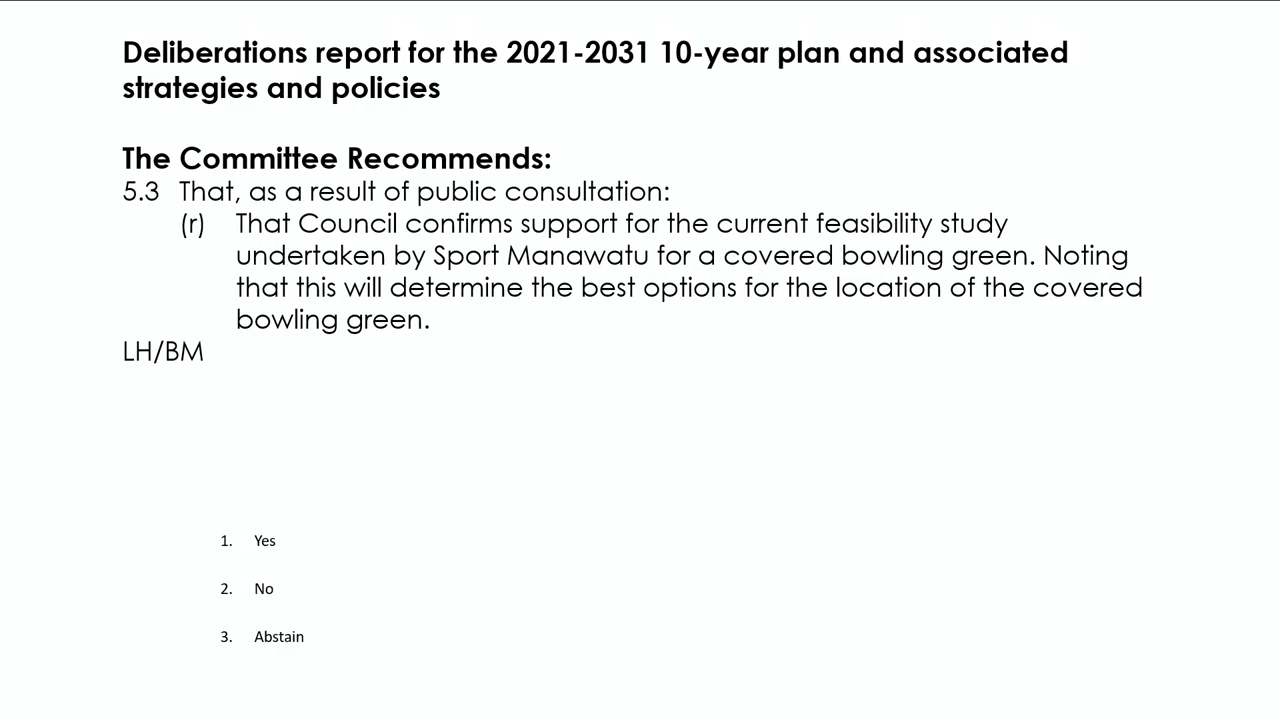 Deliberations report for the 2021-2031 10-year plan and associated
strategies and policies
The Committee Recommends:
5.3 That, as a result of public consultation:
(r) That Council confirms support for the current feasibility study
undertaken by Sport Manawatu for a covered bowling green. Noting
that this will determine the best options for the location of the covered
bowling green.
LH/BM
1. Yes
2. No
3. Abstain